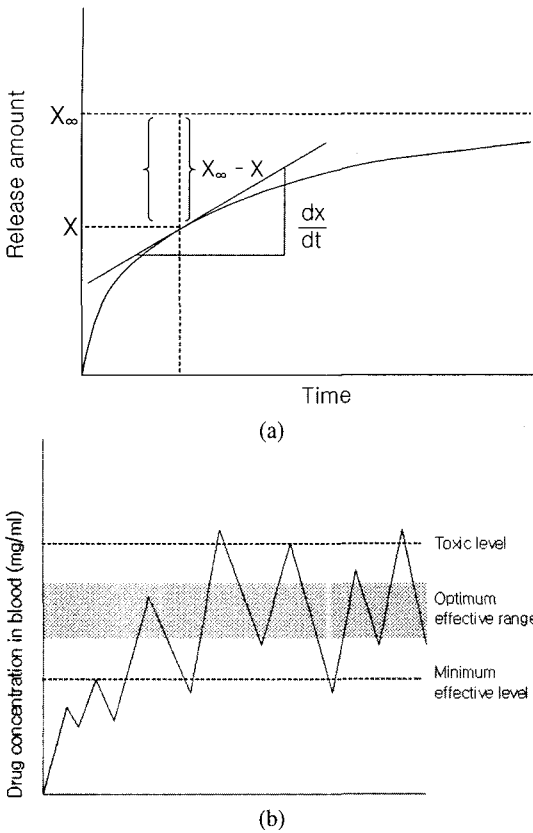 Release amount
X∞
X
X∞ - X
dx
dt
Time
(a)
Drug concentration in blood (mg/ml)
Toxic level
Optimum
effective range
Minimum
effective level
(b)